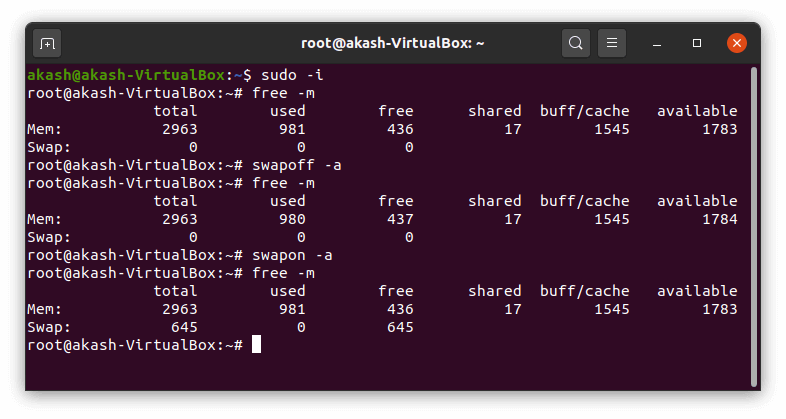 root@akash-VirtualBox: ~
akash@akash-VirtualBox:~$ sudo -i
root@akash-VirtualBox:~# free -m
              total        used        free      shared  buff/cache   available
Mem:           2963         981         436          17        1545        1783
Swap:             0           0           0
root@akash-VirtualBox:~# swapoff -a
root@akash-VirtualBox:~# free -m
              total        used        free      shared  buff/cache   available
Mem:           2963         980         437          17        1545        1784
Swap:             0           0           0
root@akash-VirtualBox:~# swapon -a
root@akash-VirtualBox:~# free -m
              total        used        free      shared  buff/cache   available
Mem:           2963         981         436          17        1545        1783
Swap:           645           0         645
root@akash-VirtualBox:~#